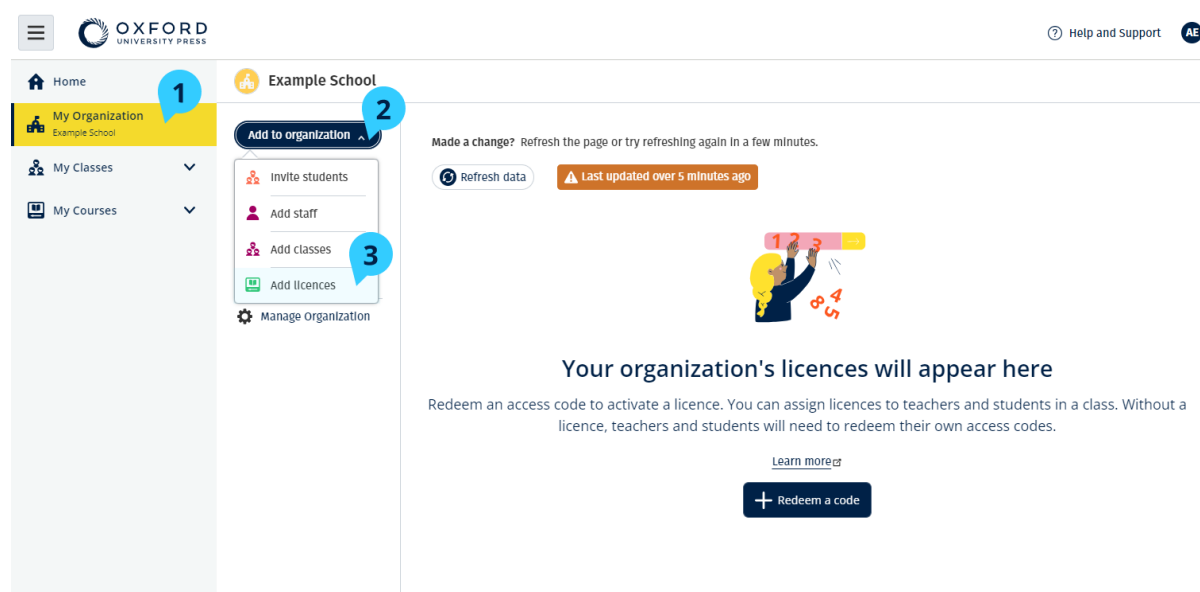 OXFORD
UNIVERSITY PRESS
Help and Support
AE
Home
1
My Organization
Example School
My Classes
My Courses
Example School
2
Add to organization
Invite students
Add staff
Add classes
3
Add licences
Manage Organization
Made a change? Refresh the page or try refreshing again in a few minutes.
Refresh data
Last updated over 5 minutes ago
1 2 3
4
8 5
Your organization's licences will appear here
Redeem an access code to activate a licence. You can assign licences to teachers and students in a class. Without a
licence, teachers and students will need to redeem their own access codes.
Learn more
Redeem a code